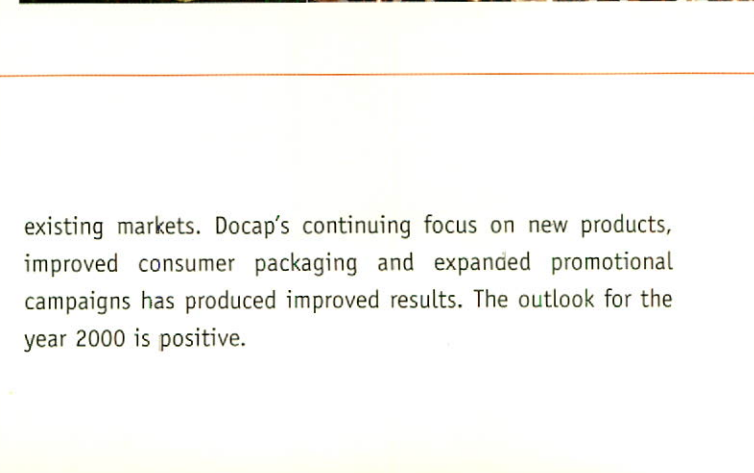 existing markets. Docap's continuing focus on new products,
improved consumer packaging and expanded promotional
campaigns has produced improved results. The outlook for the
year 2000 is positive.